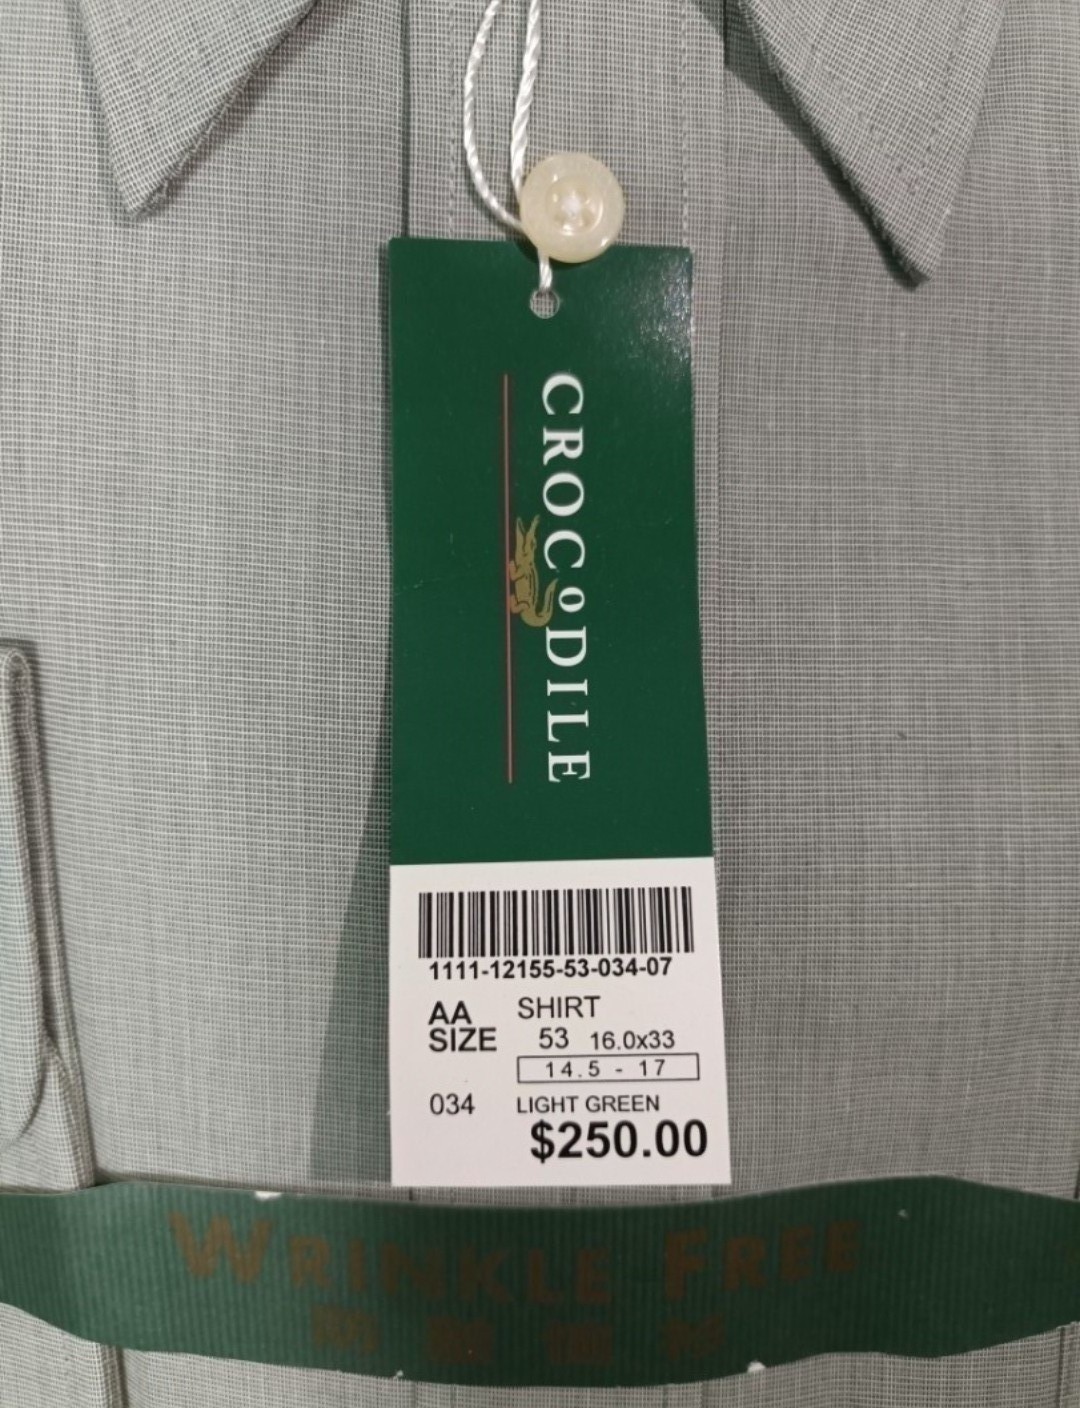 CROCoDILE
1111-12155-53-034-07
AA SHIRT
SIZE 53 16.0x33
14.5 - 17
034 LIGHT GREEN
$250.00
WRINKLE FREE